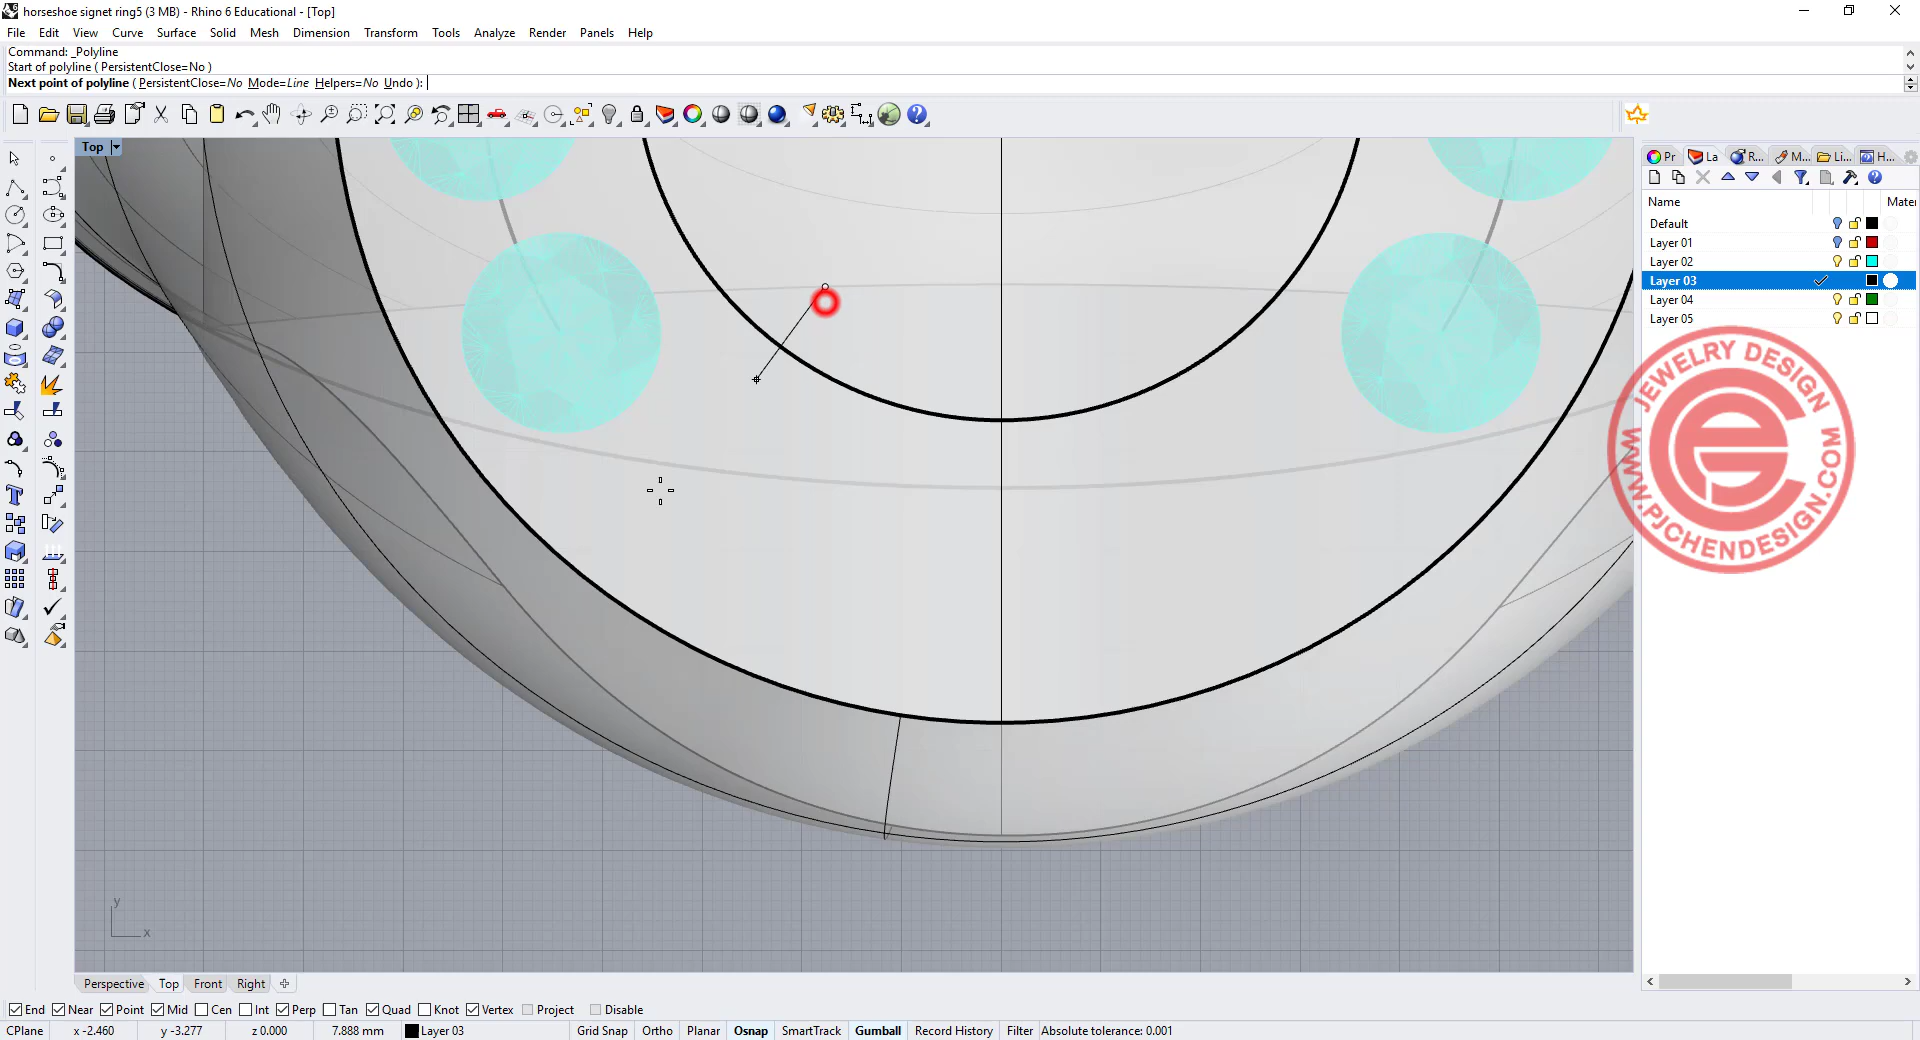 horseshoe signet ring5 (3 MB) - Rhino 6 Educational - [Top]
File Edit View Curve Surface Solid Mesh Dimension Transform Tools Analyze Render Panels Help
Command: _Polyline
Start of polyline ( PersistentClose=No )
Next point of polyline ( PersistentClose=No Mode=Line Helpers=No Undo ):
Top
Pr La R... M... Li... H...
Name Mater
Default
Layer 01
Layer 02
Layer 03
Layer 04
Layer 05
JEWELRY DESIGN
WWW.PJCHENDESIGN.COM
y
x
Perspective Top Front Right
End Near Point Mid Cen Int Perp Tan Quad Knot Vertex Project Disable
CPlane x -2.460 y -3.277 z 0.000 7.888 mm Layer 03 Grid Snap Ortho Planar Osnap SmartTrack Gumball Record History Filter Absolute tolerance: 0.001